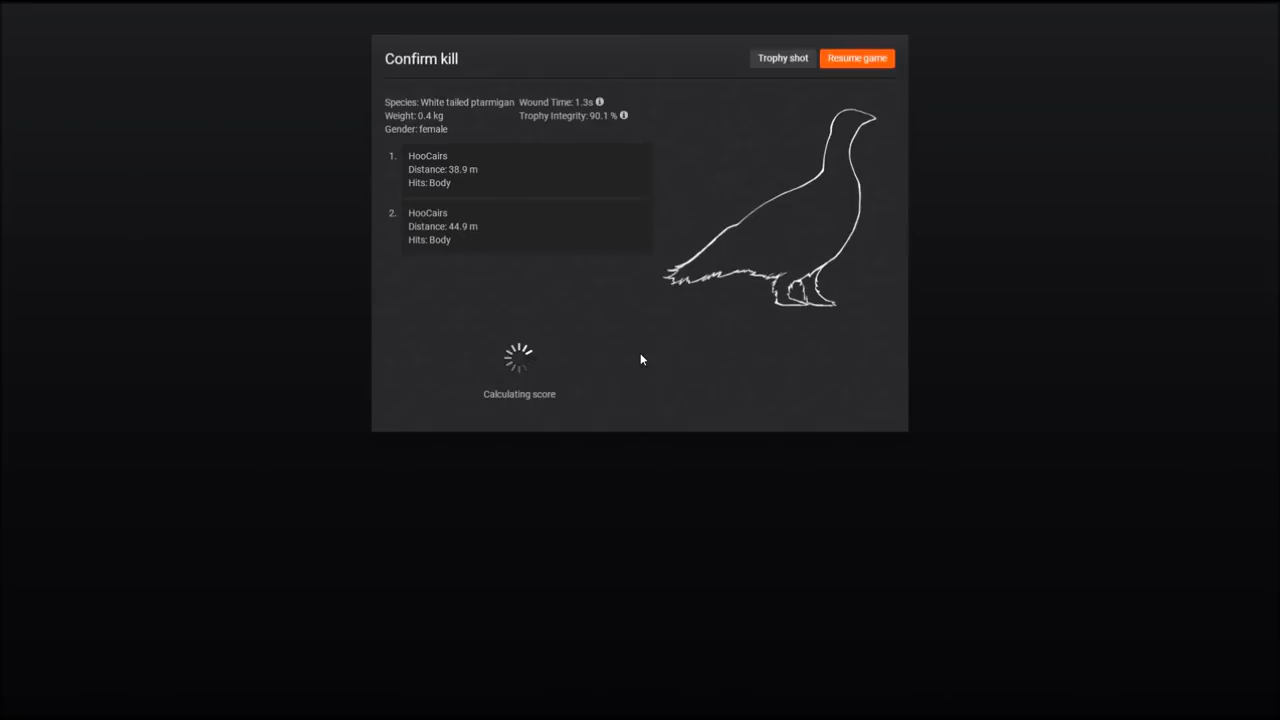 Confirm kill
Trophy shot
Resume game
Species: White tailed ptarmigan
Weight: 0.4 kg
Gender: female
Wound Time: 1.3s
Trophy Integrity: 90.1 %
1.
HooCairs
Distance: 38.9 m
Hits: Body
2.
HooCairs
Distance: 44.9 m
Hits: Body
Calculating score